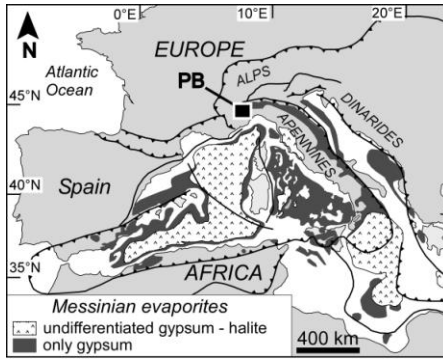 0°E 10°E 20°E
N
EUROPE
Atlantic
Ocean
ALPS
PB
45°N
DINARIDES
APENNINES
Spain
40°N
35°N
AFRICA
Messinian evaporites
undifferentiated gypsum - halite
only gypsum
400 km